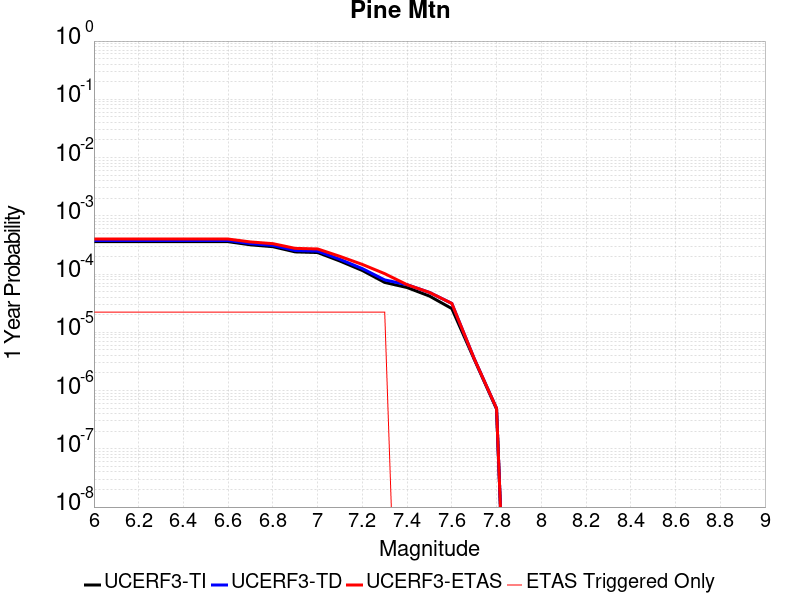 Pine Mtn
10^0
10^-1
10^-2
10^-3
10^-4
10^-5
10^-6
10^-7
10^-8
1 Year Probability
6 6.2 6.4 6.6 6.8 7 7.2 7.4 7.6 7.8 8 8.2 8.4 8.6 8.8 9
Magnitude
UCERF3-TI UCERF3-TD UCERF3-ETAS ETAS Triggered Only